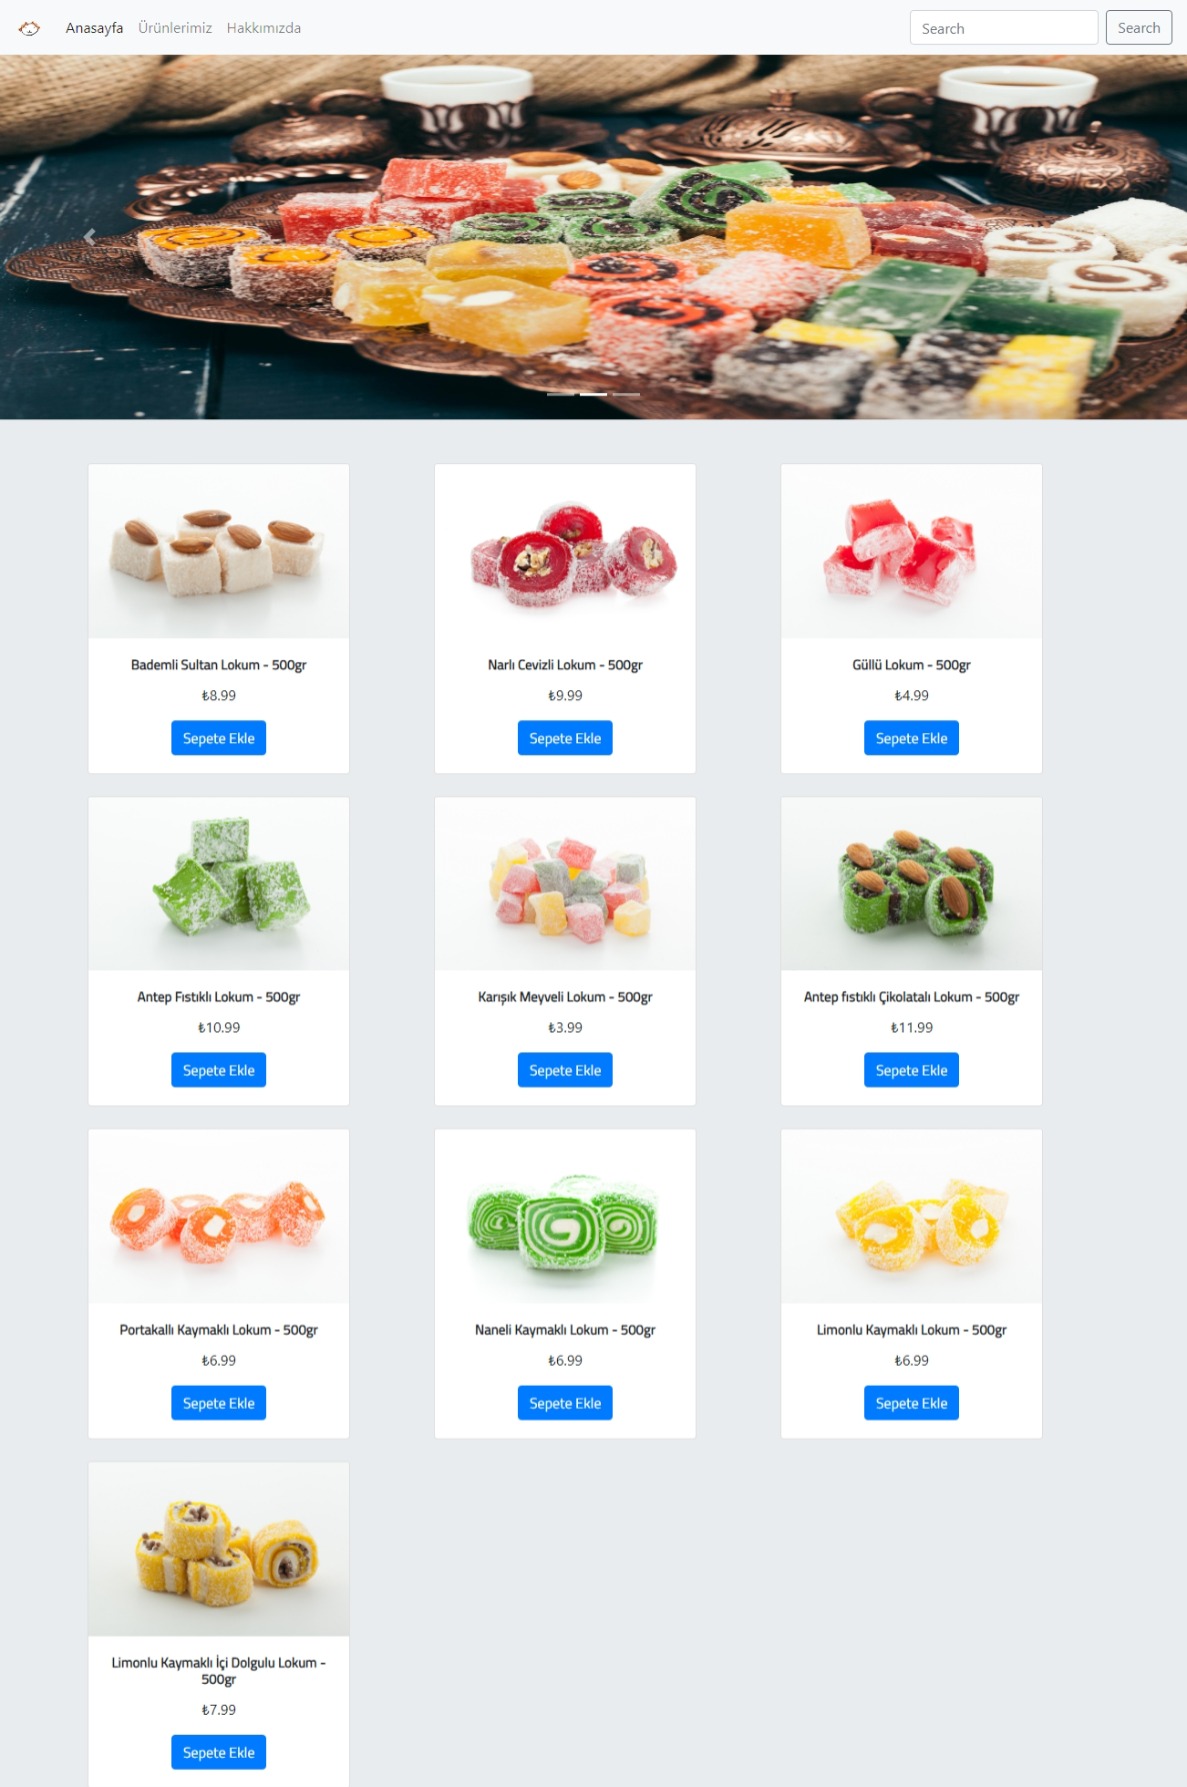 Anasayfa Ürünlerimiz Hakkımızda Search Search
Bademli Sultan Lokum - 500gr
₺8.99
Sepete Ekle
Narlı Cevizli Lokum - 500gr
₺9.99
Sepete Ekle
Güllü Lokum - 500gr
₺4.99
Sepete Ekle
Antep Fıstıklı Lokum - 500gr
₺10.99
Sepete Ekle
Karışık Meyveli Lokum - 500gr
₺3.99
Sepete Ekle
Antep fıstıklı Çikolatalı Lokum - 500gr
₺11.99
Sepete Ekle
Portakallı Kaymaklı Lokum - 500gr
₺6.99
Sepete Ekle
Naneli Kaymaklı Lokum - 500gr
₺6.99
Sepete Ekle
Limonlu Kaymaklı Lokum - 500gr
₺6.99
Sepete Ekle
Limonlu Kaymaklı İçi Dolgulu Lokum -
500gr
₺7.99
Sepete Ekle